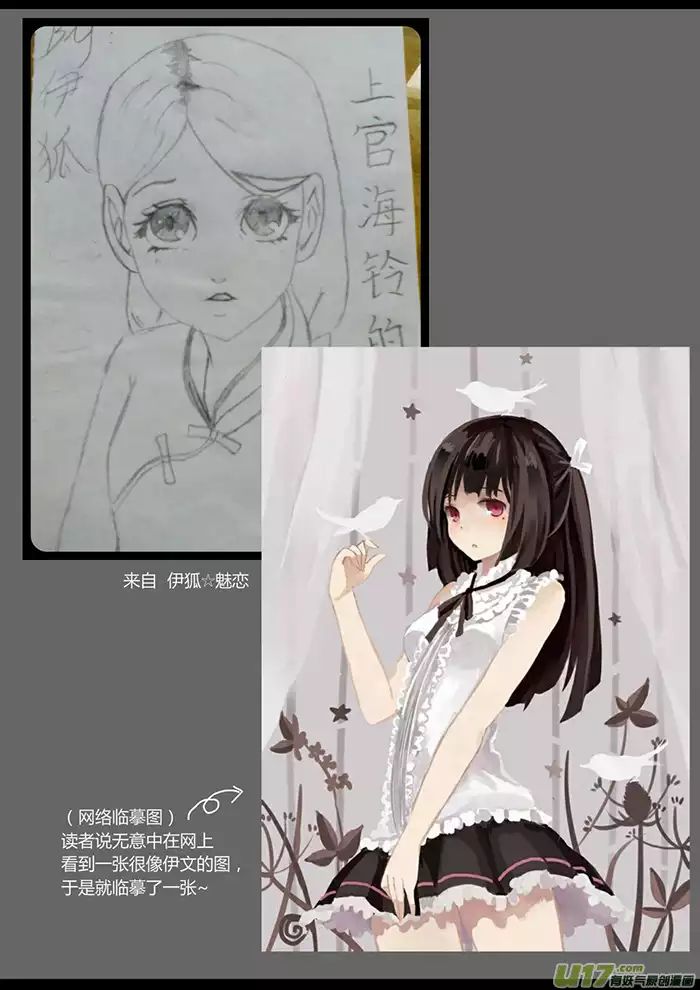 By:
伊狐
上官海铃的
来自 伊狐☆魅恋
（网络临摹图）
读者说无意中在网上
看到一张很像伊文的图，
于是就临摹了一张~
U17.com
有妖气原创漫画